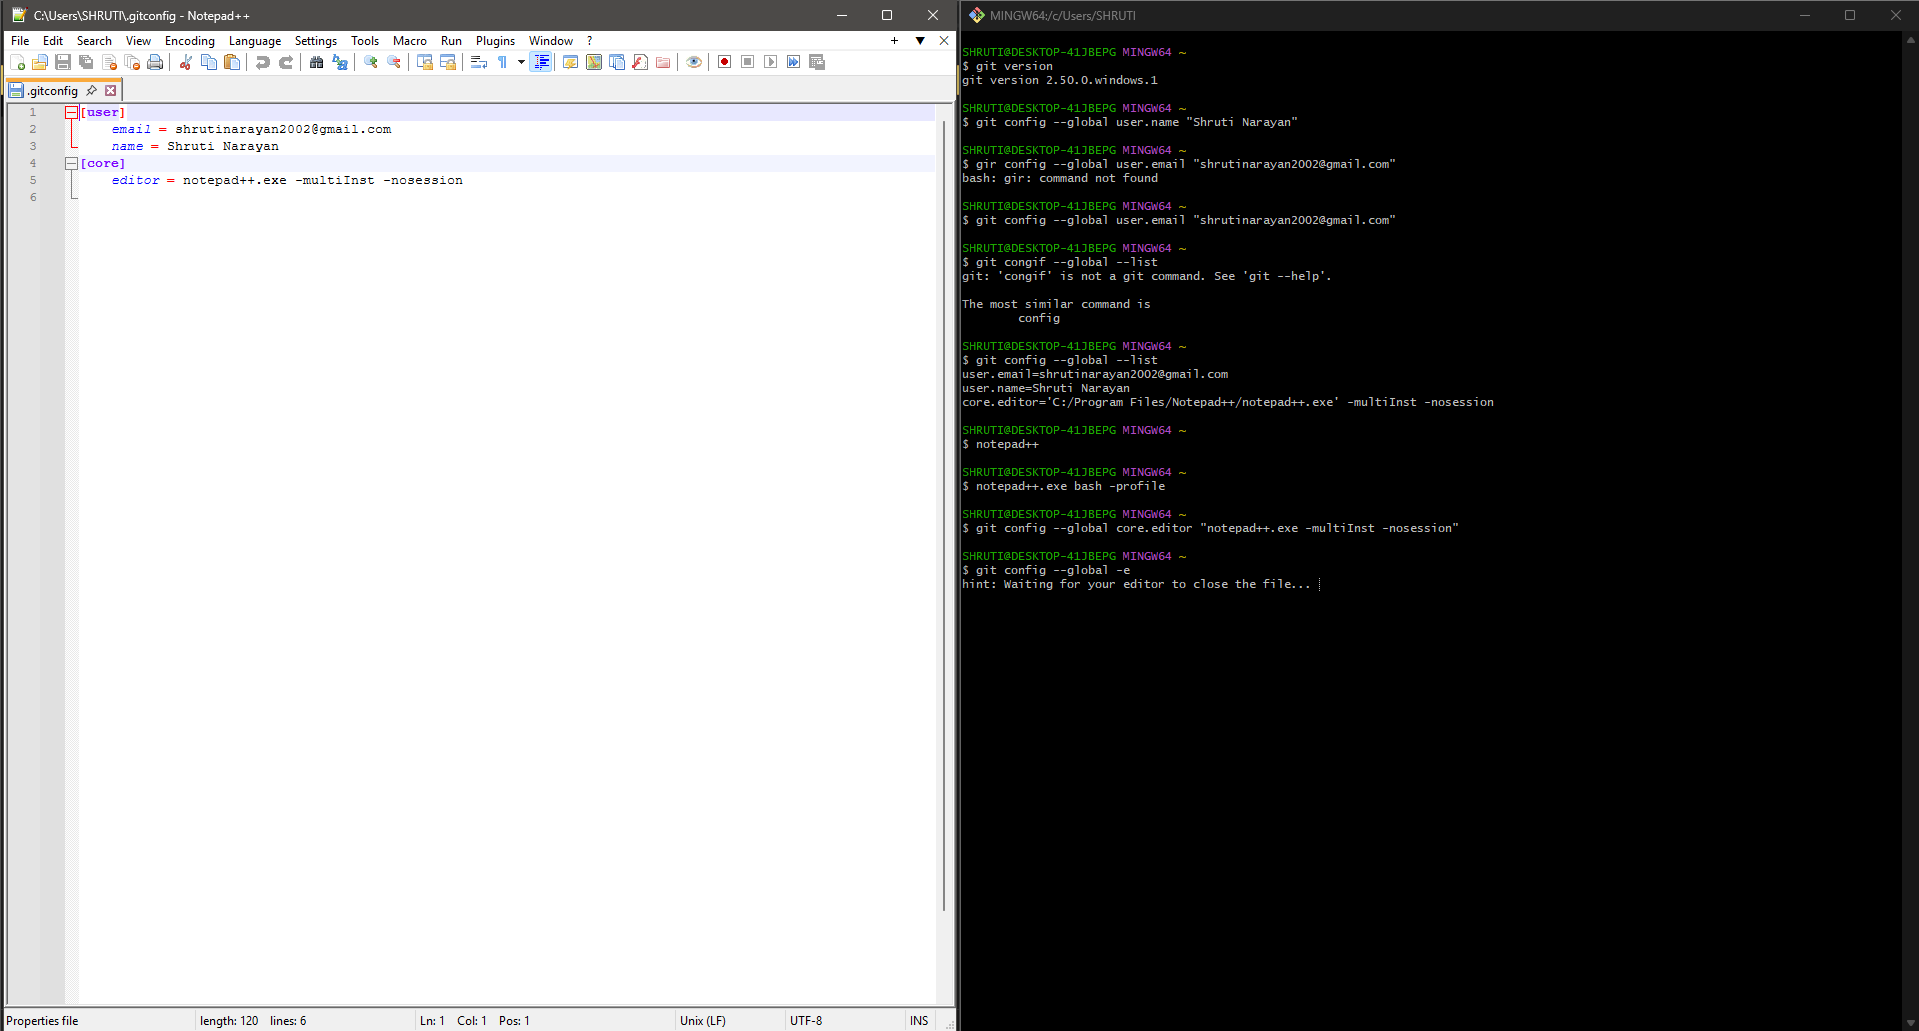 C:\Users\SHRUTI\.gitconfig - Notepad++
File Edit Search View Encoding Language Settings Tools Macro Run Plugins Window ?
.gitconfig
1 [user]
2 email = shrutinarayan2002@gmail.com
3 name = Shruti Narayan
4 [core]
5 editor = notepad++.exe -multiInst -nosession
6
Properties file length: 120 lines: 6 Ln: 1 Col: 1 Pos: 1 Unix (LF) UTF-8 INS
MINGW64:/c/Users/SHRUTI
SHRUTI@DESKTOP-41JBEPG MINGW64 ~
$ git version
git version 2.50.0.windows.1
SHRUTI@DESKTOP-41JBEPG MINGW64 ~
$ git config --global user.name "Shruti Narayan"
SHRUTI@DESKTOP-41JBEPG MINGW64 ~
$ gir config --global user.email "shrutinarayan2002@gmail.com"
bash: gir: command not found
SHRUTI@DESKTOP-41JBEPG MINGW64 ~
$ git config --global user.email "shrutinarayan2002@gmail.com"
SHRUTI@DESKTOP-41JBEPG MINGW64 ~
$ git congif --global --list
git: 'congif' is not a git command. See 'git --help'.
The most similar command is
config
SHRUTI@DESKTOP-41JBEPG MINGW64 ~
$ git config --global --list
user.email=shrutinarayan2002@gmail.com
user.name=Shruti Narayan
core.editor='C:/Program Files/Notepad++/notepad++.exe' -multiInst -nosession
SHRUTI@DESKTOP-41JBEPG MINGW64 ~
$ notepad++
SHRUTI@DESKTOP-41JBEPG MINGW64 ~
$ notepad++.exe bash -profile
SHRUTI@DESKTOP-41JBEPG MINGW64 ~
$ git config --global core.editor "notepad++.exe -multiInst -nosession"
SHRUTI@DESKTOP-41JBEPG MINGW64 ~
$ git config --global -e
hint: Waiting for your editor to close the file...